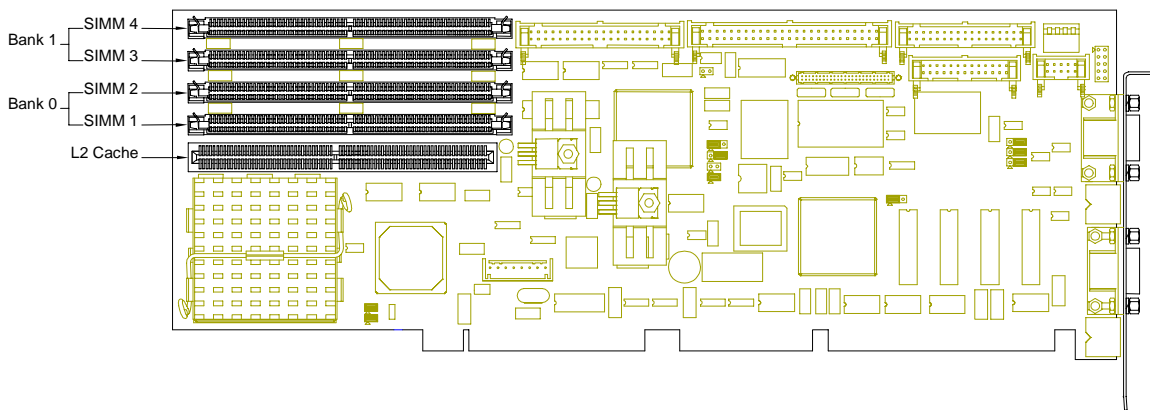 SIMM 4
Bank 1
SIMM 3
SIMM 2
Bank 0
SIMM 1
L2 Cache